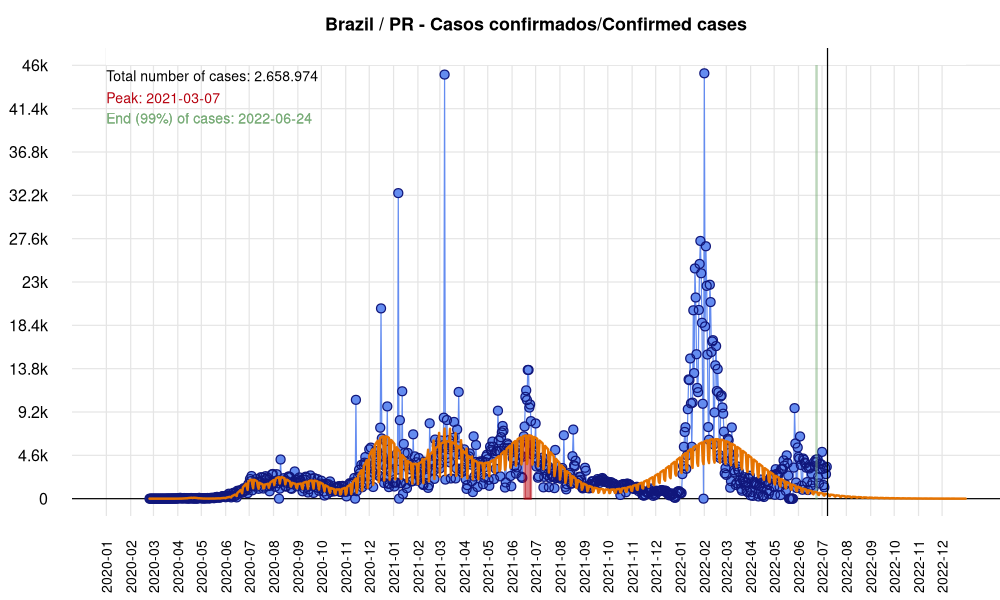 Brazil / PR - Casos confirmados/Confirmed cases
Total number of cases: 2.658.974
Peak: 2021-03-07
End (99%) of cases: 2022-06-24
46k
41.4k
36.8k
32.2k
27.6k
23k
18.4k
13.8k
9.2k
4.6k
0
2020-01
2020-02
2020-03
2020-04
2020-05
2020-06
2020-07
2020-08
2020-09
2020-10
2020-11
2020-12
2021-01
2021-02
2021-03
2021-04
2021-05
2021-06
2021-07
2021-08
2021-09
2021-10
2021-11
2021-12
2022-01
2022-02
2022-03
2022-04
2022-05
2022-06
2022-07
2022-08
2022-09
2022-10
2022-11
2022-12